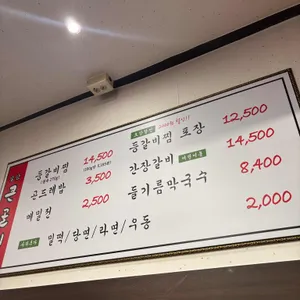 등갈비찜 14,500
곤드레밥 3,500
메밀전 2,500
밀떡/당면/라면/우동 2,000
등갈비찜 포장 12,500
간장갈비 14,500
들기름막국수 8,400